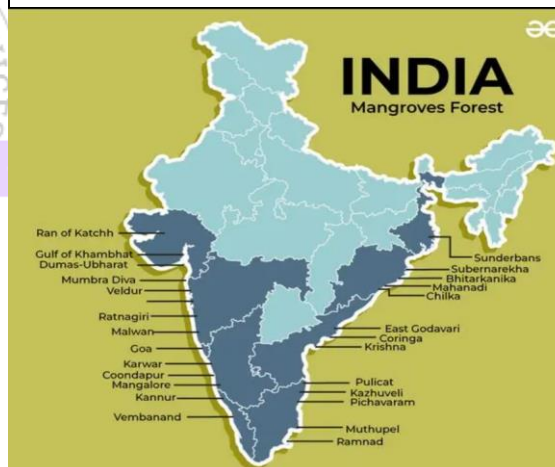 INDIA
Mangroves Forest
Ran of Katchh
Gulf of Khambhat
Dumas-Ubharat
Mumbra Diva
Veldur
Ratnagiri
Malwan
Goa
Karwar
Coondapur
Mangalore
Kannur
Vembanand
Sunderbans
Subernarekha
Bhitarkanika
Mahanadi
Chilka
East Godavari
Coringa
Krishna
Pulicat
Kazhuveli
Pichavaram
Muthupel
Ramnad